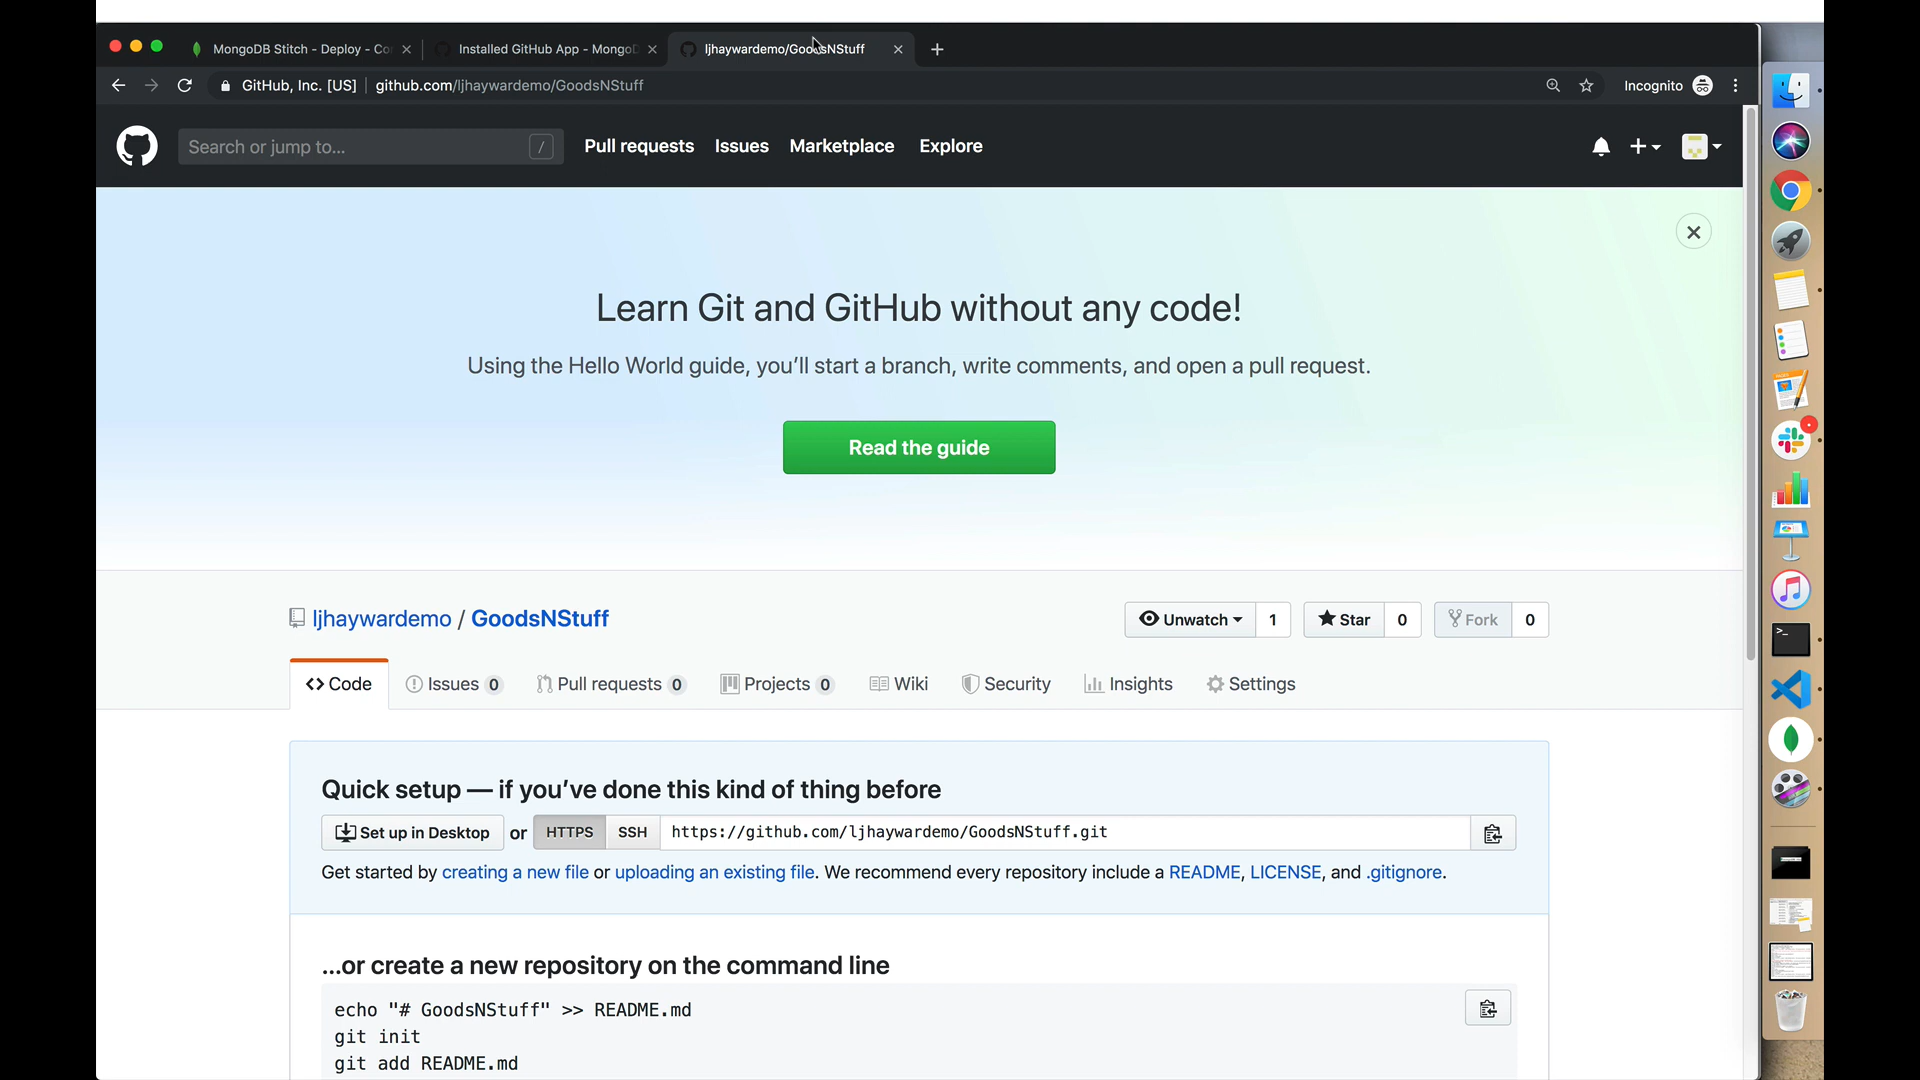 MongoDB Stitch - Deploy - Co
Installed GitHub App - MongoD
ljhaywardemo/GoodsNStuff
GitHub, Inc. [US] | github.com/ljhaywardemo/GoodsNStuff
Incognito
Search or jump to... /
Pull requests Issues Marketplace Explore
Learn Git and GitHub without any code!
Using the Hello World guide, you’ll start a branch, write comments, and open a pull request.
Read the guide
ljhaywardemo / GoodsNStuff
Unwatch 1 Star 0 Fork 0
Code Issues 0 Pull requests 0 Projects 0 Wiki Security Insights Settings
Quick setup — if you’ve done this kind of thing before
Set up in Desktop or HTTPS SSH https://github.com/ljhaywardemo/GoodsNStuff.git
Get started by creating a new file or uploading an existing file. We recommend every repository include a README, LICENSE, and .gitignore.
…or create a new repository on the command line
echo "# GoodsNStuff" >> README.md
git init
git add README.md